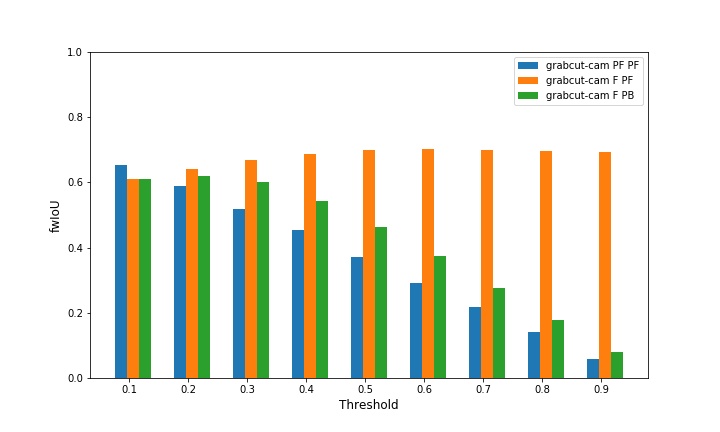 grabcut-cam PF PF
grabcut-cam F PF
grabcut-cam F PB
fwIoU
1.0
0.8
0.6
0.4
0.2
0.0
0.1 0.2 0.3 0.4 0.5 0.6 0.7 0.8 0.9
Threshold